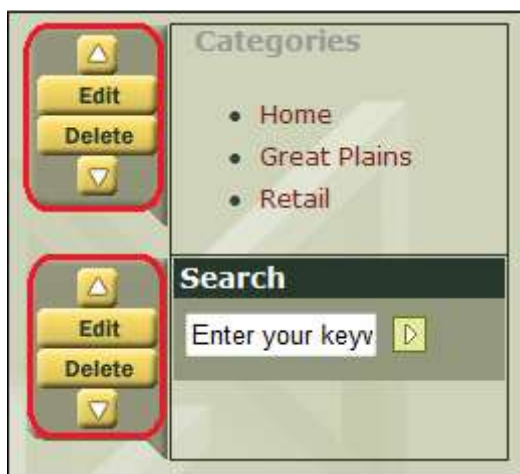 Categories
Edit
Delete
Home
Great Plains
Retail
Search
Edit
Delete
Enter your keyw